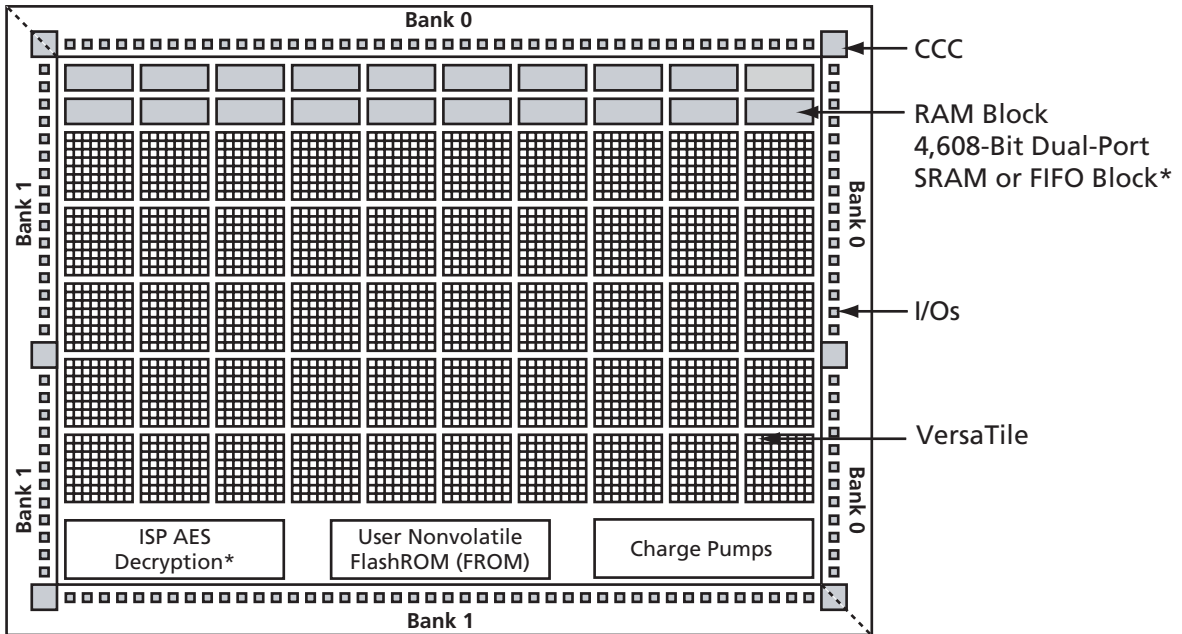 Bank 0
CCC
RAM Block
4,608-Bit Dual-Port
SRAM or FIFO Block*
Bank 1
Bank 0
I/Os
VersaTile
Bank 1
Bank 0
ISP AES
Decryption*
User Nonvolatile
FlashROM (FROM)
Charge Pumps
Bank 1